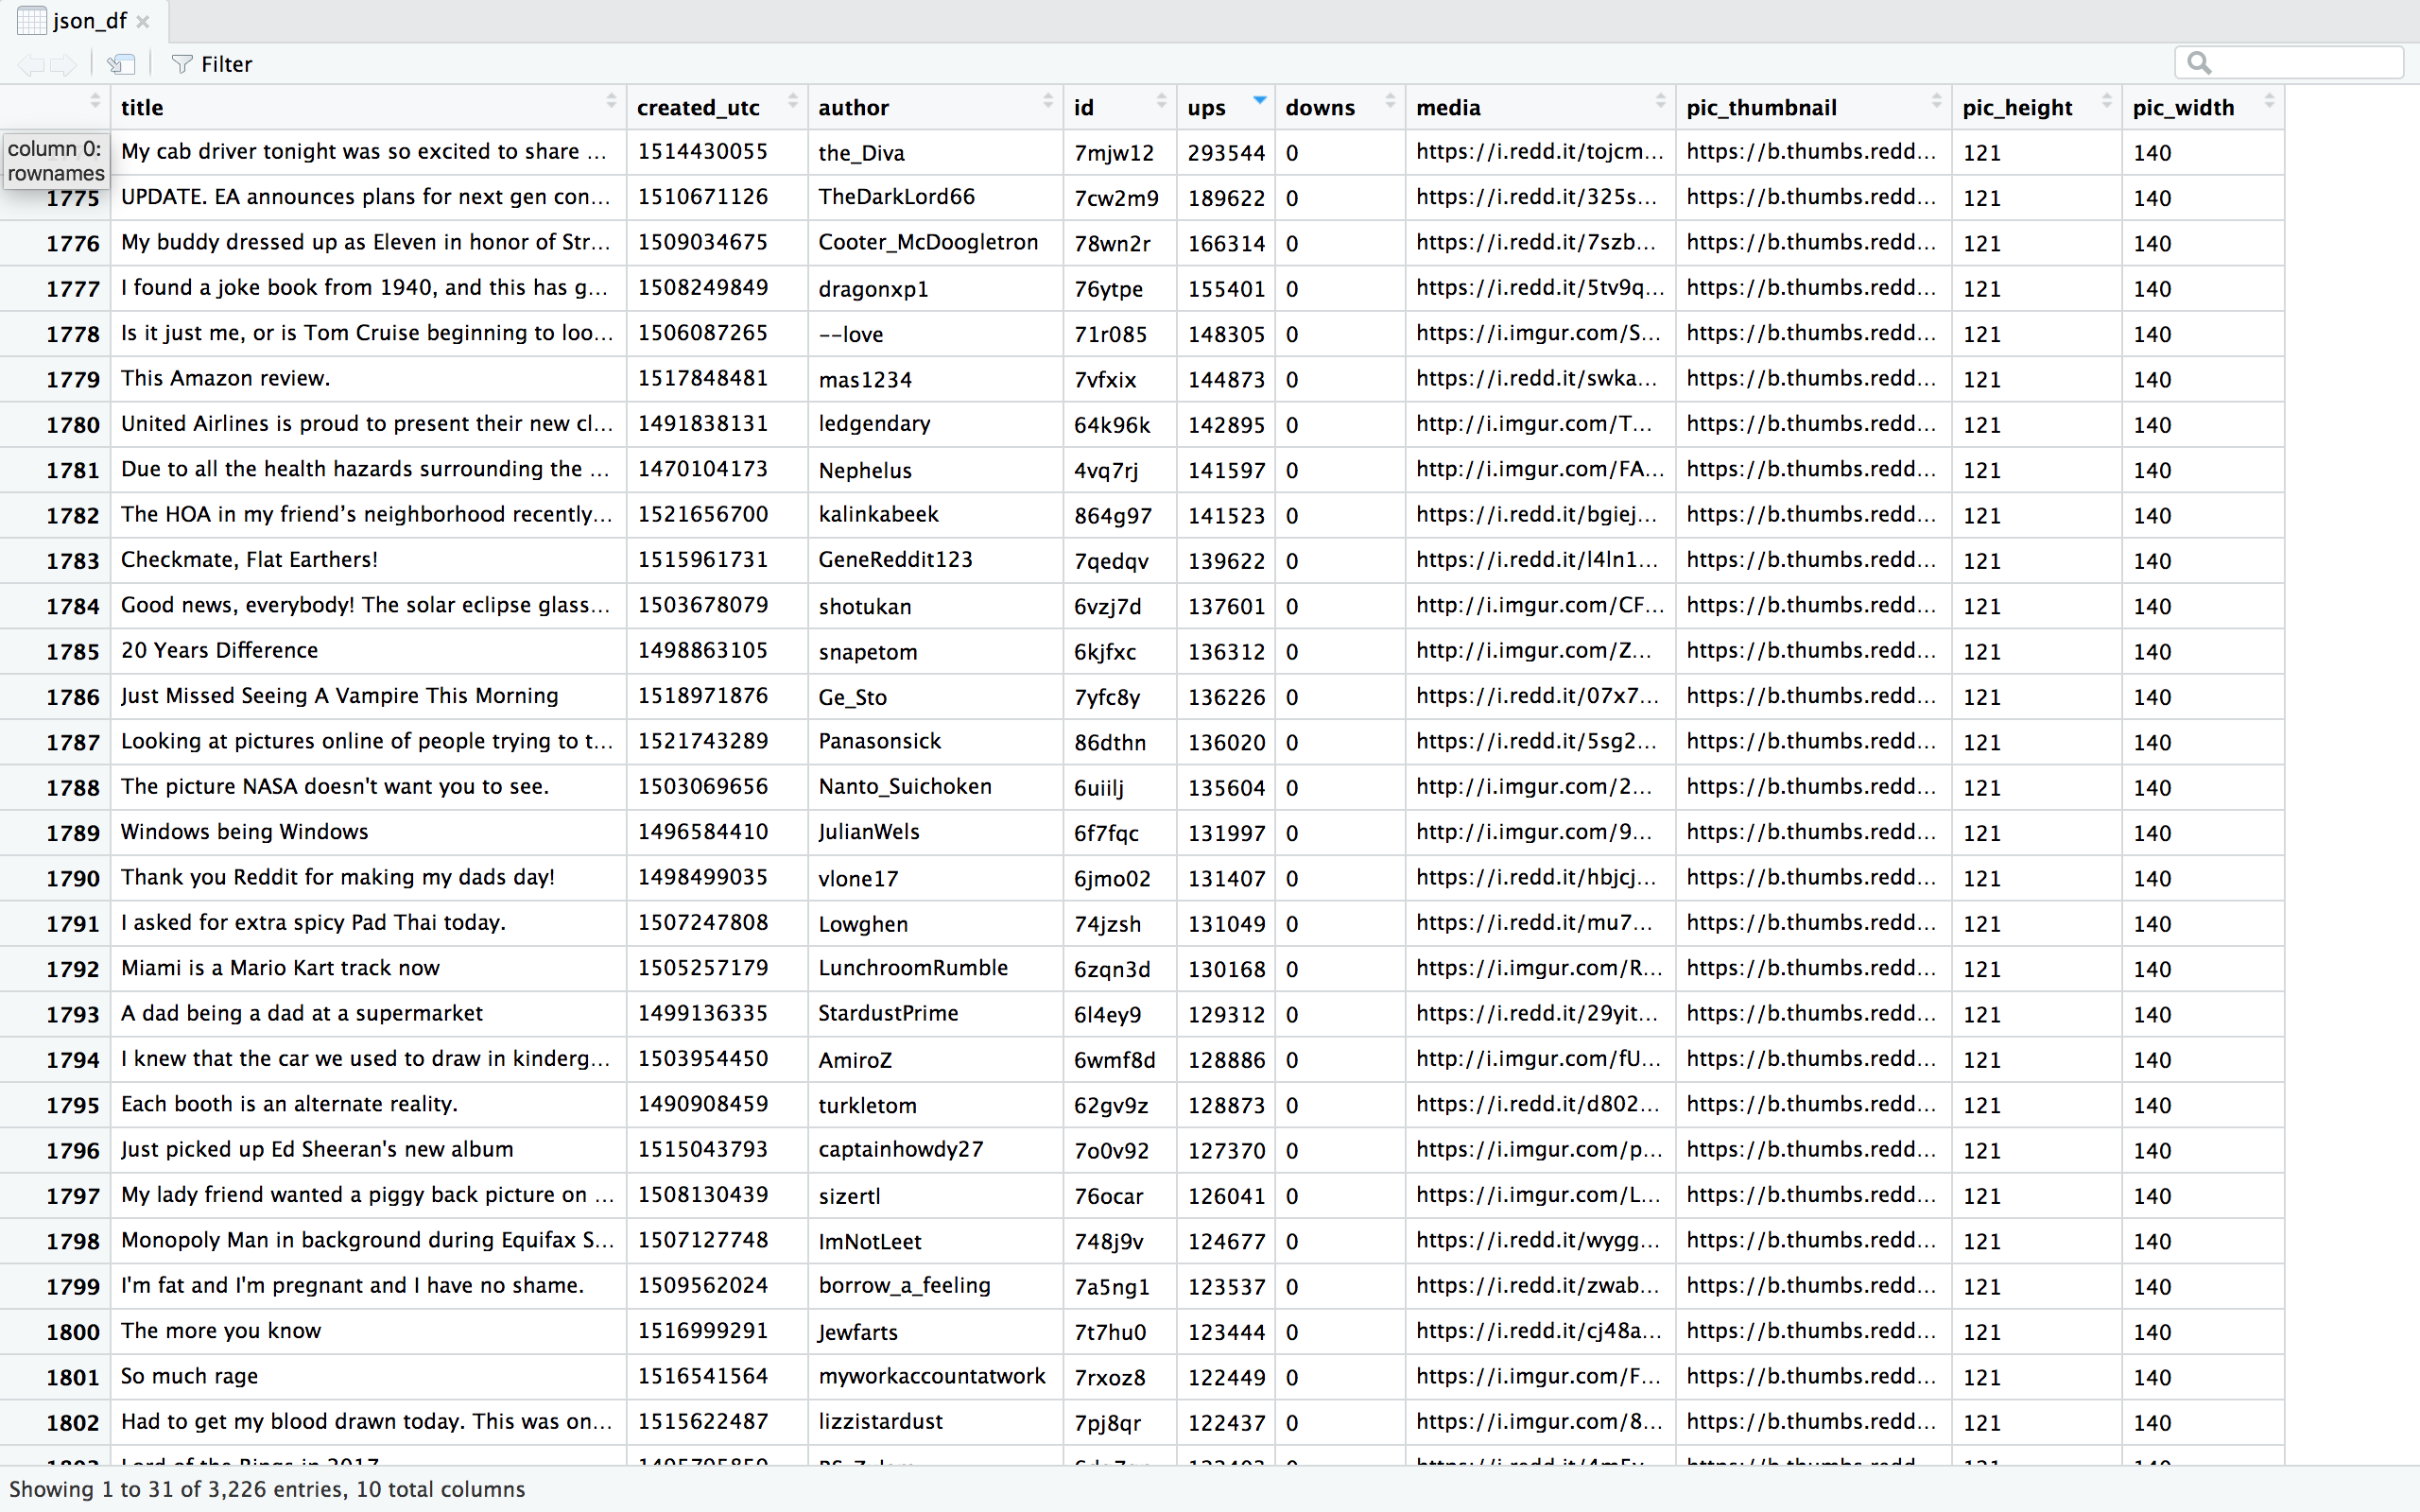 json_df
Filter
title created_utc author id ups downs media pic_thumbnail pic_height pic_width
column 0:
rownames
My cab driver tonight was so excited to share ... 1514430055 the_Diva 7mjw12 293544 0 https://i.redd.it/tojcm... https://b.thumbs.redd... 121 140
1775 UPDATE. EA announces plans for next gen con... 1510671126 TheDarkLord66 7cw2m9 189622 0 https://i.redd.it/325s... https://b.thumbs.redd... 121 140
1776 My buddy dressed up as Eleven in honor of Str... 1509034675 Cooter_McDoogletron 78wn2r 166314 0 https://i.redd.it/7szb... https://b.thumbs.redd... 121 140
1777 I found a joke book from 1940, and this has g... 1508249849 dragonxp1 76ytpe 155401 0 https://i.redd.it/5tv9q... https://b.thumbs.redd... 121 140
1778 Is it just me, or is Tom Cruise beginning to loo... 1506087265 --love 71r085 148305 0 https://i.imgur.com/S... https://b.thumbs.redd... 121 140
1779 This Amazon review. 1517848481 mas1234 7vfxix 144873 0 https://i.redd.it/swka... https://b.thumbs.redd... 121 140
1780 United Airlines is proud to present their new cl... 1491838131 ledgendary 64k96k 142895 0 http://i.imgur.com/T... https://b.thumbs.redd... 121 140
1781 Due to all the health hazards surrounding the ... 1470104173 Nephelus 4vq7rj 141597 0 http://i.imgur.com/FA... https://b.thumbs.redd... 121 140
1782 The HOA in my friend’s neighborhood recently... 1521656700 kalinkabeek 864g97 141523 0 https://i.redd.it/bgiej... https://b.thumbs.redd... 121 140
1783 Checkmate, Flat Earthers! 1515961731 GeneReddit123 7qedqv 139622 0 https://i.redd.it/l4ln1... https://b.thumbs.redd... 121 140
1784 Good news, everybody! The solar eclipse glass... 1503678079 shotukan 6vzj7d 137601 0 http://i.imgur.com/CF... https://b.thumbs.redd... 121 140
1785 20 Years Difference 1498863105 snapetom 6kjfxc 136312 0 http://i.imgur.com/Z... https://b.thumbs.redd... 121 140
1786 Just Missed Seeing A Vampire This Morning 1518971876 Ge_Sto 7yfc8y 136226 0 https://i.redd.it/07x7... https://b.thumbs.redd... 121 140
1787 Looking at pictures online of people trying to t... 1521743289 Panasonsick 86dthn 136020 0 https://i.redd.it/5sg2... https://b.thumbs.redd... 121 140
1788 The picture NASA doesn't want you to see. 1503069656 Nanto_Suichoken 6uiilj 135604 0 http://i.imgur.com/2... https://b.thumbs.redd... 121 140
1789 Windows being Windows 1496584410 JulianWels 6f7fqc 131997 0 http://i.imgur.com/9... https://b.thumbs.redd... 121 140
1790 Thank you Reddit for making my dads day! 1498499035 vlone17 6jmo02 131407 0 https://i.redd.it/hbjcj... https://b.thumbs.redd... 121 140
1791 I asked for extra spicy Pad Thai today. 1507247808 Lowghen 74jzsh 131049 0 https://i.redd.it/mu7... https://b.thumbs.redd... 121 140
1792 Miami is a Mario Kart track now 1505257179 LunchroomRumble 6zqn3d 130168 0 https://i.imgur.com/R... https://b.thumbs.redd... 121 140
1793 A dad being a dad at a supermarket 1499136335 StardustPrime 6l4ey9 129312 0 https://i.redd.it/29yit... https://b.thumbs.redd... 121 140
1794 I knew that the car we used to draw in kinderg... 1503954450 AmiroZ 6wmf8d 128886 0 http://i.imgur.com/fU... https://b.thumbs.redd... 121 140
1795 Each booth is an alternate reality. 1490908459 turkletom 62gv9z 128873 0 https://i.redd.it/d802... https://b.thumbs.redd... 121 140
1796 Just picked up Ed Sheeran's new album 1515043793 captainhowdy27 7o0v92 127370 0 https://i.imgur.com/p... https://b.thumbs.redd... 121 140
1797 My lady friend wanted a piggy back picture on ... 1508130439 sizertl 76ocar 126041 0 https://i.imgur.com/L... https://b.thumbs.redd... 121 140
1798 Monopoly Man in background during Equifax S... 1507127748 ImNotLeet 748j9v 124677 0 https://i.redd.it/wygg... https://b.thumbs.redd... 121 140
1799 I'm fat and I'm pregnant and I have no shame. 1509562024 borrow_a_feeling 7a5ng1 123537 0 https://i.redd.it/zwab... https://b.thumbs.redd... 121 140
1800 The more you know 1516999291 Jewfarts 7t7hu0 123444 0 https://i.redd.it/cj48a... https://b.thumbs.redd... 121 140
1801 So much rage 1516541564 myworkaccountatwork 7rxoz8 122449 0 https://i.imgur.com/F... https://b.thumbs.redd... 121 140
1802 Had to get my blood drawn today. This was on... 1515622487 lizzistardust 7pj8qr 122437 0 https://i.imgur.com/8... https://b.thumbs.redd... 121 140
Lord of the Rings in 2017
Showing 1 to 31 of 3,226 entries, 10 total columns